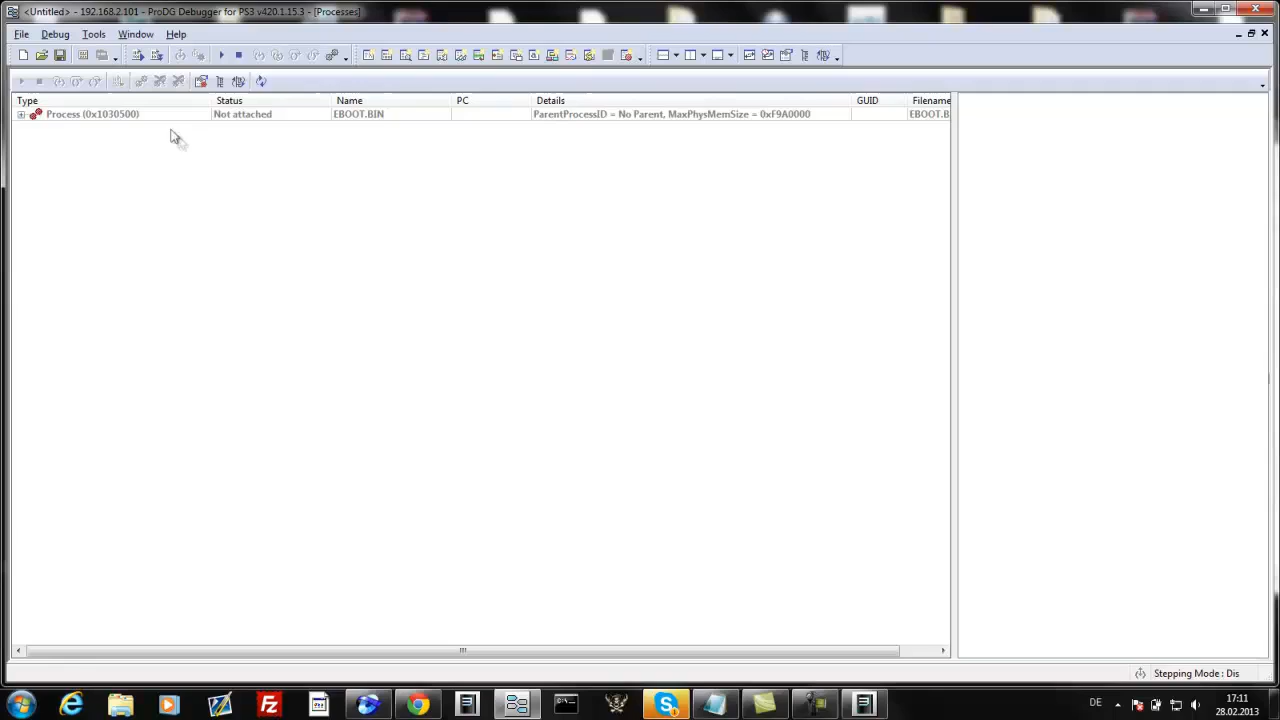 <Untitled> - 192.168.2.101 - ProDG Debugger for PS3 v420.1.15.3 - [Processes]
File Debug Tools Window Help
Type Status Name PC Details GUID Filename
Process (0x1030500) Not attached EBOOT.BIN ParentProcessID = No Parent, MaxPhysMemSize = 0xF9A0000 EBOOT.B
Stepping Mode : Dis
DE
17:11
28.02.2013